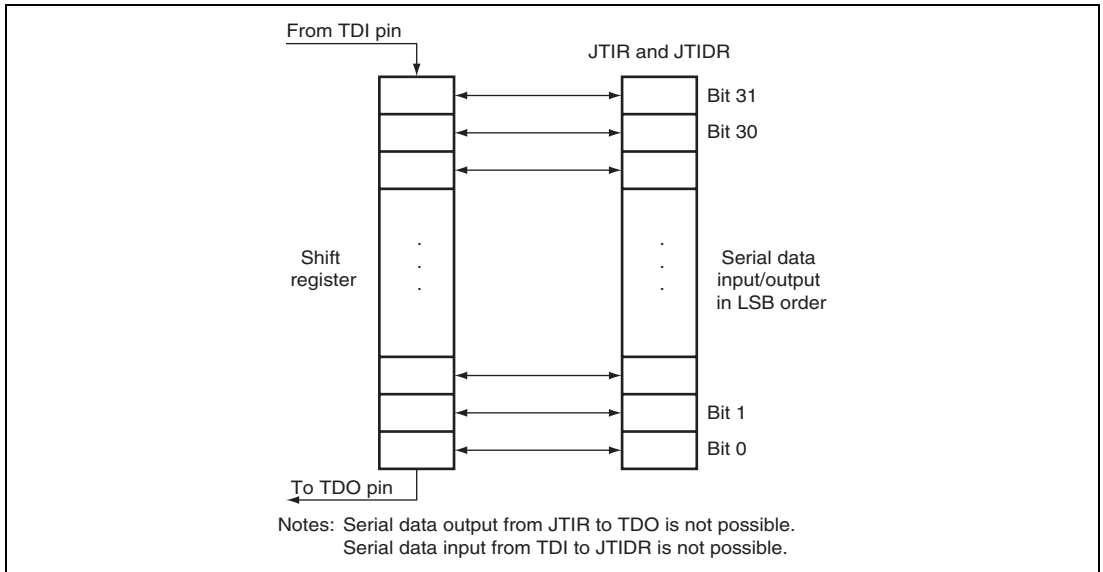 From TDI pin
JTIR and JTIDR
Bit 31
Bit 30
Shift
register
Serial data
input/output
in LSB order
Bit 1
Bit 0
To TDO pin
Notes: Serial data output from JTIR to TDO is not possible.
Serial data input from TDI to JTIDR is not possible.